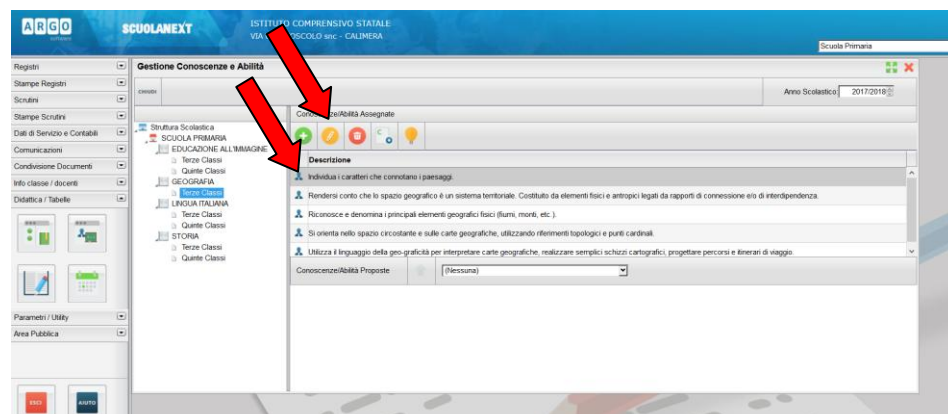 ARGO
software
SCUOLANEXT
ISTITUTO COMPRENSIVO STATALE
VIA OSCOLO snc - CALIMERA
Scuola Primaria
Registri
Stampe Registri
Scrutini
Stampe Scrutini
Dati di Servizio e Contabili
Comunicazioni
Condivisione Documenti
Info classe / docenti
Didattica / Tabelle
Parametri / Utility
Area Pubblica
ESCI
AIUTO
Gestione Conoscenze e Abilità
CHIUDI
Anno Scolastico: 2017/2018
Struttura Scolastica
SCUOLA PRIMARIA
EDUCAZIONE ALL'IMMAGINE
Terze Classi
Quinte Classi
GEOGRAFIA
Terze Classi
LINGUA ITALIANA
Terze Classi
Quinte Classi
STORIA
Terze Classi
Quinte Classi
Conoscenze/Abilità Assegnate
Descrizione
Individua i caratteri che connotano i paesaggi.
Rendersi conto che lo spazio geografico è un sistema territoriale. Costituito da elementi fisici e antropici legati da rapporti di connessione e/o di interdipendenza.
Riconosce e denomina i principali elementi geografici fisici (fiumi, monti, etc.).
Si orienta nello spazio circostante e sulle carte geografiche, utilizzando riferimenti topologici e punti cardinali.
Utilizza il linguaggio della geo-graficità per interpretare carte geografiche, realizzare semplici schizzi cartografici, progettare percorsi e itinerari di viaggio.
Conoscenze/Abilità Proposte
(Nessuna)